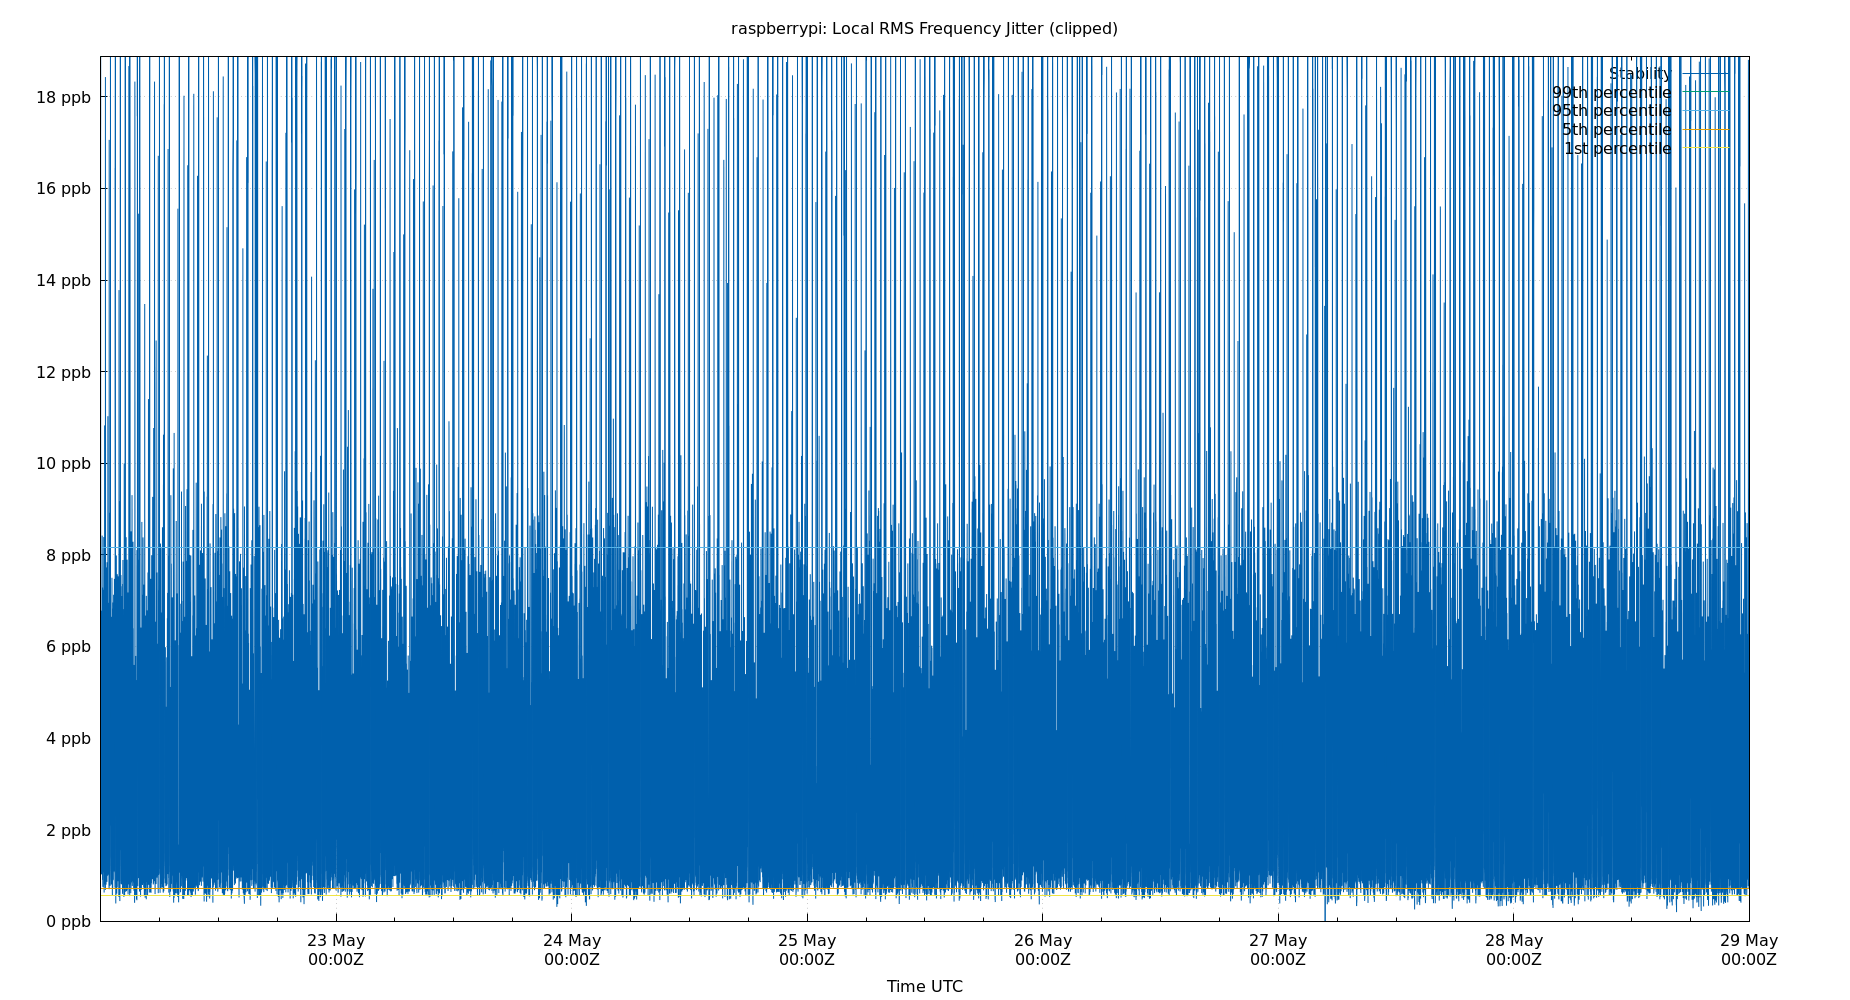 raspberrypi: Local RMS Frequency Jitter (clipped)
18 ppb
16 ppb
14 ppb
12 ppb
10 ppb
8 ppb
6 ppb
4 ppb
2 ppb
0 ppb
Stability
99th percentile
95th percentile
5th percentile
1st percentile
23 May
00:00Z
24 May
00:00Z
25 May
00:00Z
26 May
00:00Z
27 May
00:00Z
28 May
00:00Z
29 May
00:00Z
Time UTC